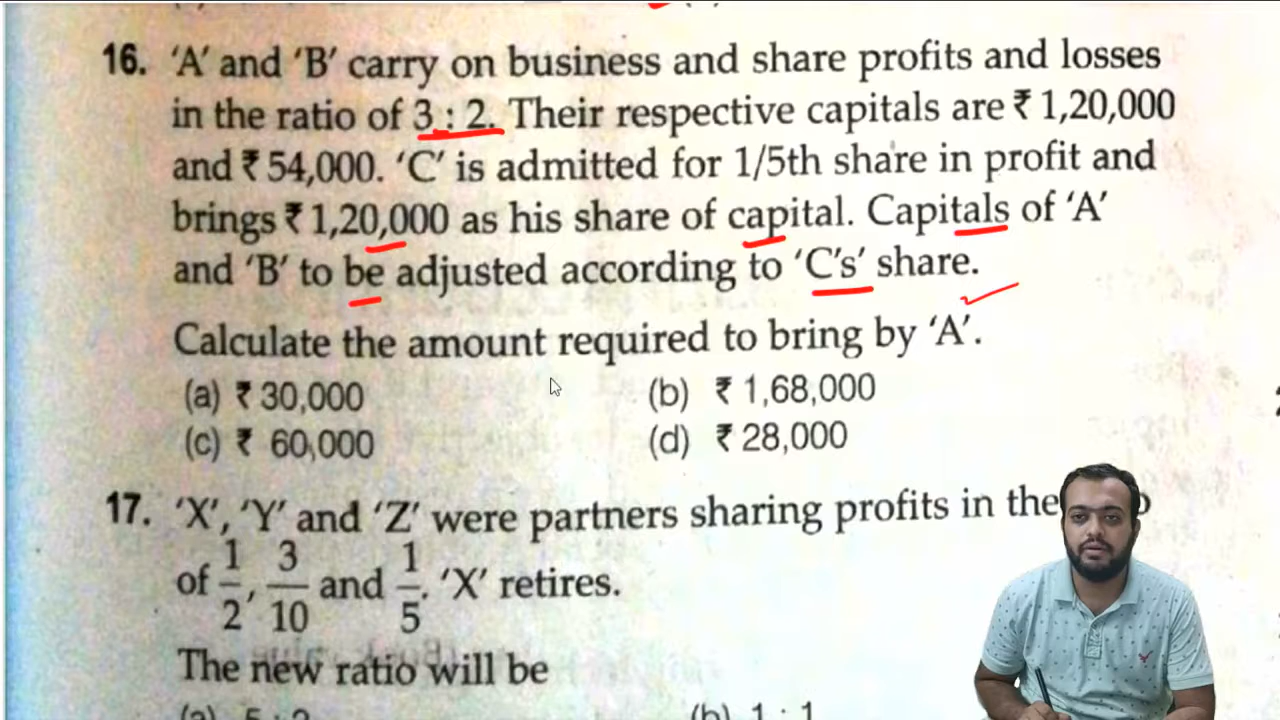 16. 'A' and 'B' carry on business and share profits and losses
in the ratio of 3 : 2. Their respective capitals are ₹ 1,20,000
and ₹ 54,000. 'C' is admitted for 1/5th share in profit and
brings ₹ 1,20,000 as his share of capital. Capitals of 'A'
and 'B' to be adjusted according to 'C's' share.
Calculate the amount required to bring by 'A'.
(a) ₹ 30,000 (b) ₹ 1,68,000
(c) ₹ 60,000 (d) ₹ 28,000
17. 'X', 'Y' and 'Z' were partners sharing profits in the
of 1/2, 3/10 and 1/5. 'X' retires.
The new ratio will be
(b) 1 : 1